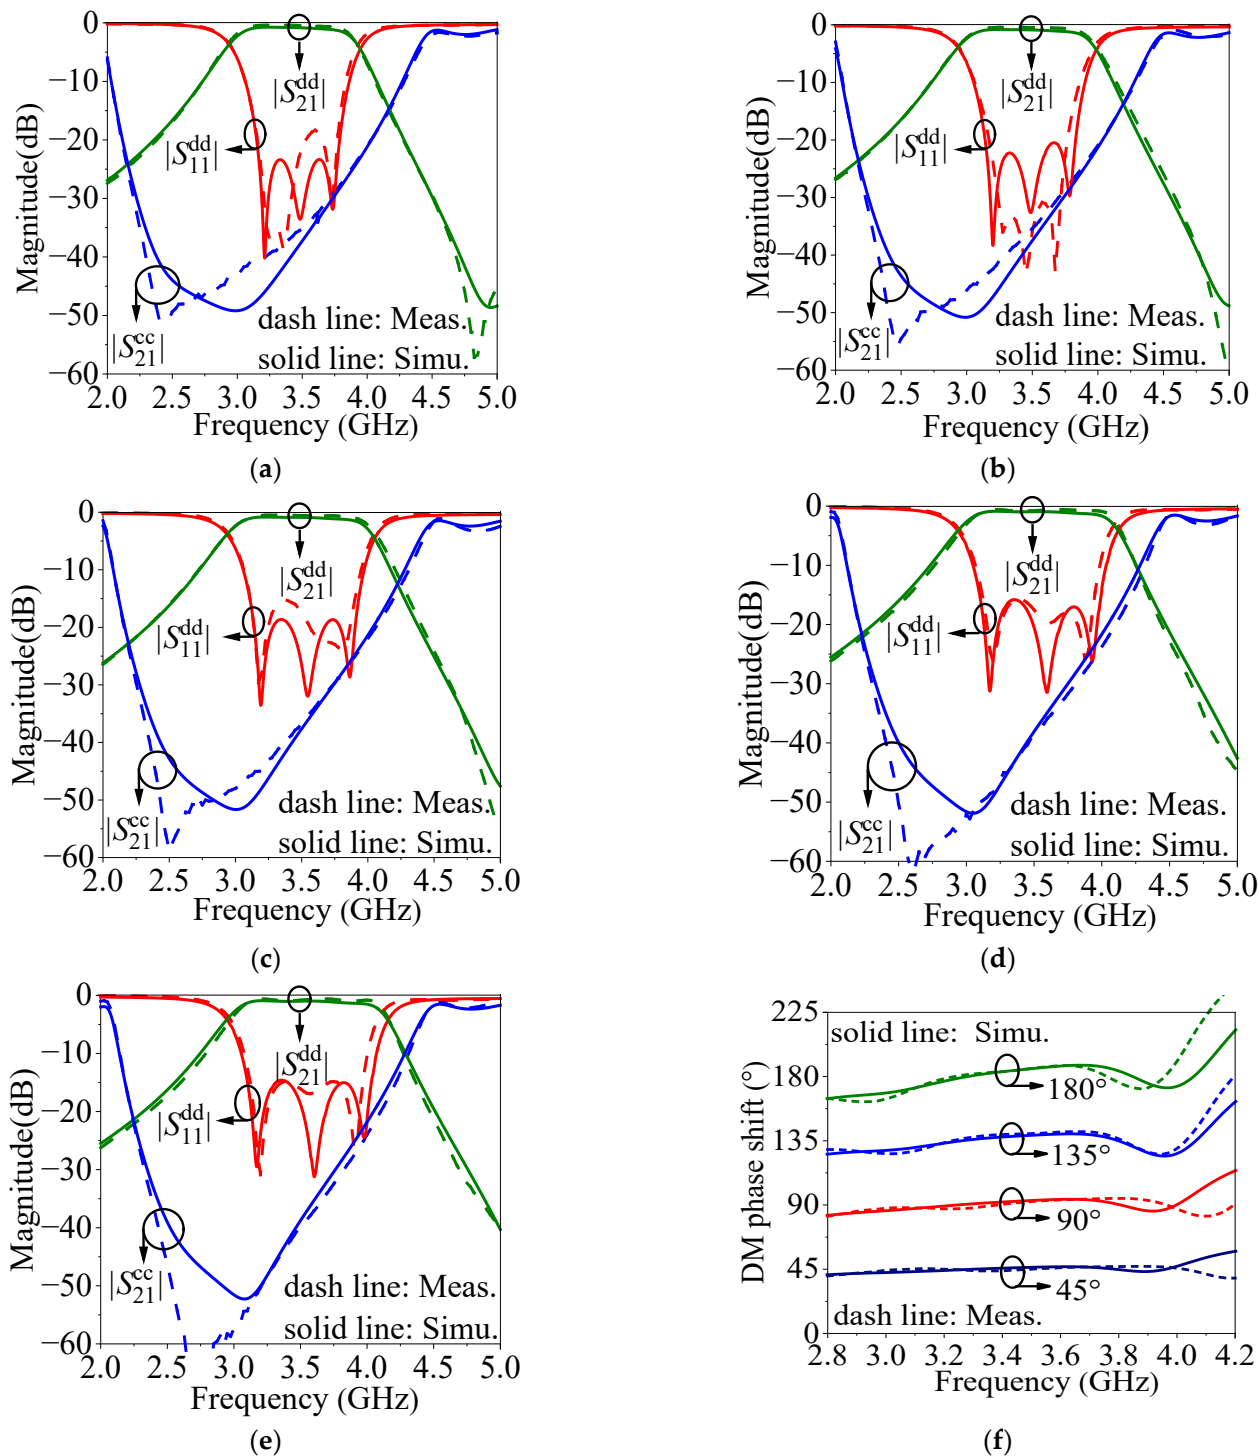 0
−10
−20
−30
−40
−50
−60
Magnitude(dB)
|S21dd|
|S11dd|
|S21cc|
dash line: Meas.
solid line: Simu.
2.0 2.5 3.0 3.5 4.0 4.5 5.0
Frequency (GHz)
(a)
0
−10
−20
−30
−40
−50
−60
Magnitude(dB)
|S21dd|
|S11dd|
|S21cc|
dash line: Meas.
solid line: Simu.
2.0 2.5 3.0 3.5 4.0 4.5 5.0
Frequency (GHz)
(b)
0
−10
−20
−30
−40
−50
−60
Magnitude(dB)
|S21dd|
|S11dd|
|S21cc|
dash line: Meas.
solid line: Simu.
2.0 2.5 3.0 3.5 4.0 4.5 5.0
Frequency (GHz)
(c)
0
−10
−20
−30
−40
−50
−60
Magnitude(dB)
|S21dd|
|S11dd|
|S21cc|
dash line: Meas.
solid line: Simu.
2.0 2.5 3.0 3.5 4.0 4.5 5.0
Frequency (GHz)
(d)
0
−10
−20
−30
−40
−50
−60
Magnitude(dB)
|S21dd|
|S11dd|
|S21cc|
dash line: Meas.
solid line: Simu.
2.0 2.5 3.0 3.5 4.0 4.5 5.0
Frequency (GHz)
(e)
225
180
135
90
45
0
DM phase shift (°)
solid line: Simu.
180°
135°
90°
45°
dash line: Meas.
2.8 3.0 3.2 3.4 3.6 3.8 4.0 4.2
Frequency (GHz)
(f)